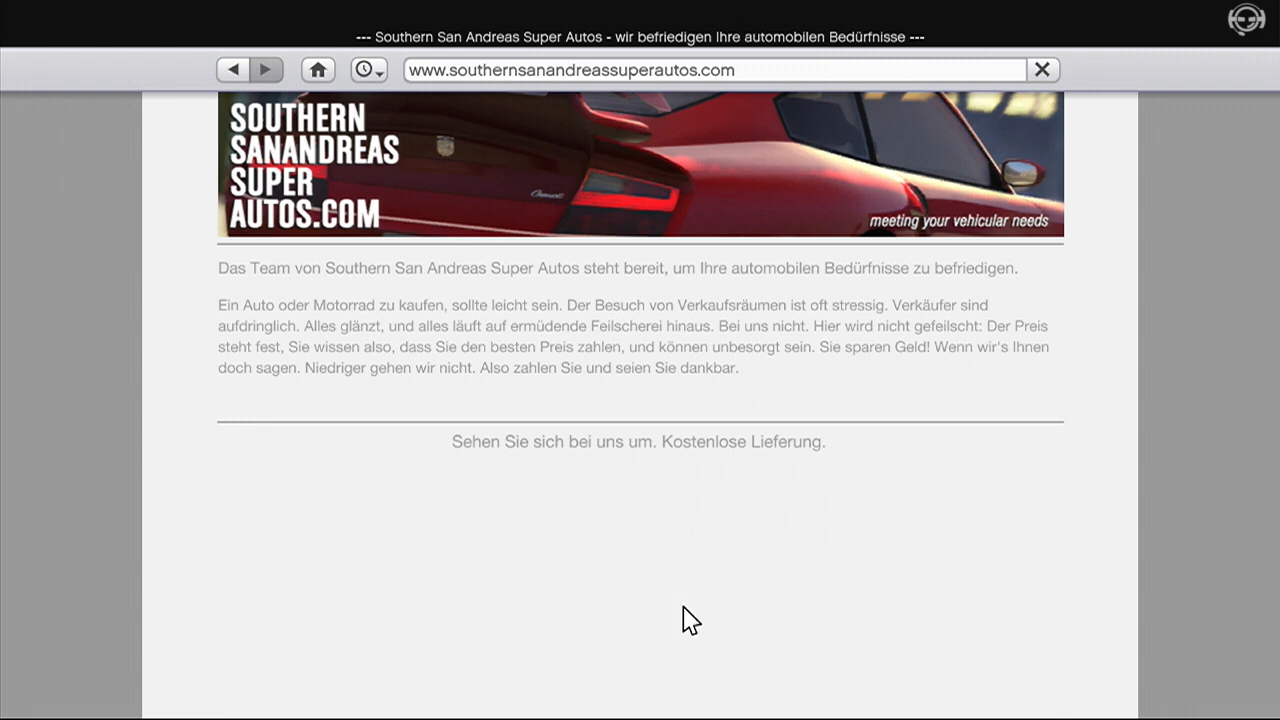 --- Southern San Andreas Super Autos - wir befriedigen Ihre automobilen Bedürfnisse ---
www.southernsanandreassuperautos.com
SOUTHERN
SANANDREAS
SUPER
AUTOS.COM
meeting your vehicular needs
Das Team von Southern San Andreas Super Autos steht bereit, um Ihre automobilen Bedürfnisse zu befriedigen.
Ein Auto oder Motorrad zu kaufen, sollte leicht sein. Der Besuch von Verkaufsräumen ist oft stressig. Verkäufer sind
aufdringlich. Alles glänzt, und alles läuft auf ermüdende Feilscherei hinaus. Bei uns nicht. Hier wird nicht gefeilscht: Der Preis
steht fest, Sie wissen also, dass Sie den besten Preis zahlen, und können unbesorgt sein. Sie sparen Geld! Wenn wir's Ihnen
doch sagen. Niedriger gehen wir nicht. Also zahlen Sie und seien Sie dankbar.
Sehen Sie sich bei uns um. Kostenlose Lieferung.